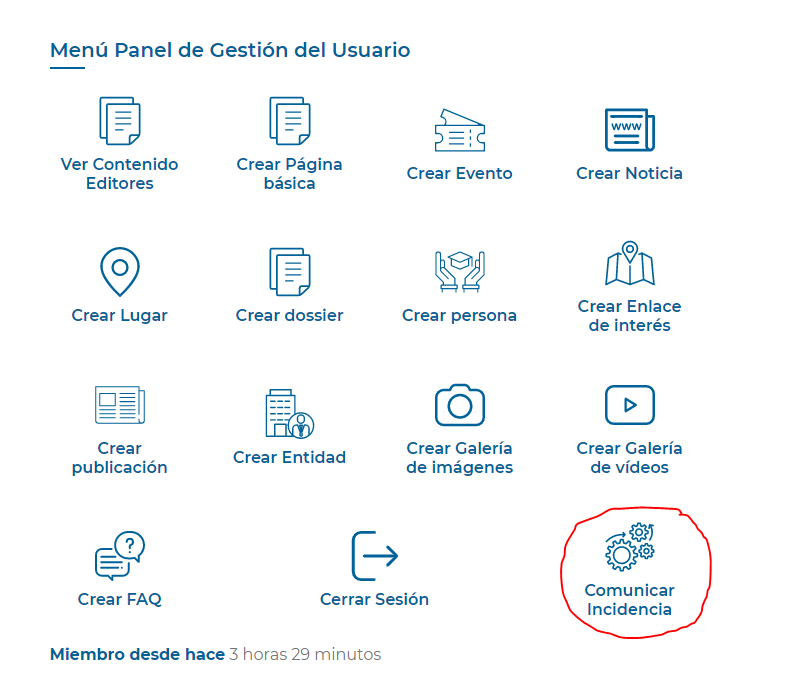 Menú Panel de Gestión del Usuario
Ver Contenido
Editores
Crear Página
básica
Crear Evento
www
Crear Noticia
Crear Lugar
Crear dossier
Crear persona
Crear Enlace
de interés
Crear
publicación
Crear Entidad
Crear Galería
de imágenes
Crear Galería
de vídeos
?
Crear FAQ
Cerrar Sesión
Comunicar
Incidencia
Miembro desde hace 3 horas 29 minutos